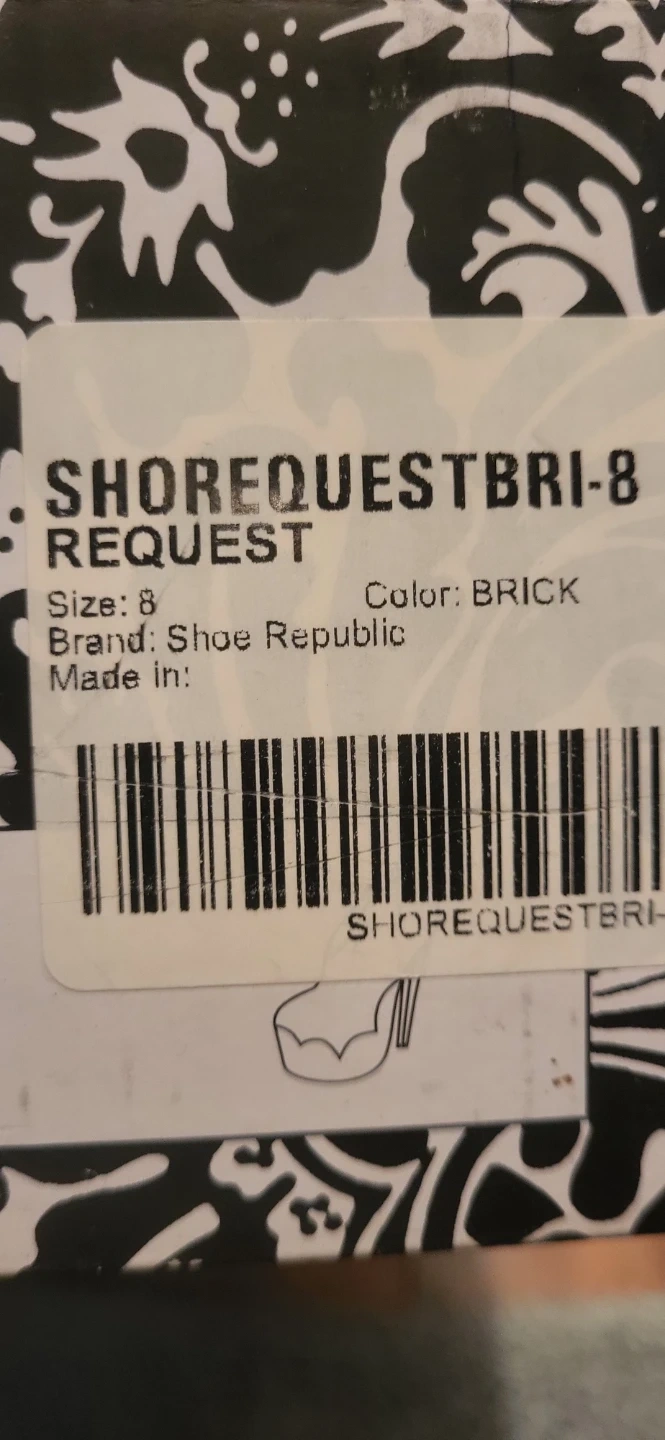 SHOREQUESTBRI-8
REQUEST
Size: 8 Color: BRICK
Brand: Shoe Republic
Made in:
SHOREQUESTBRI-